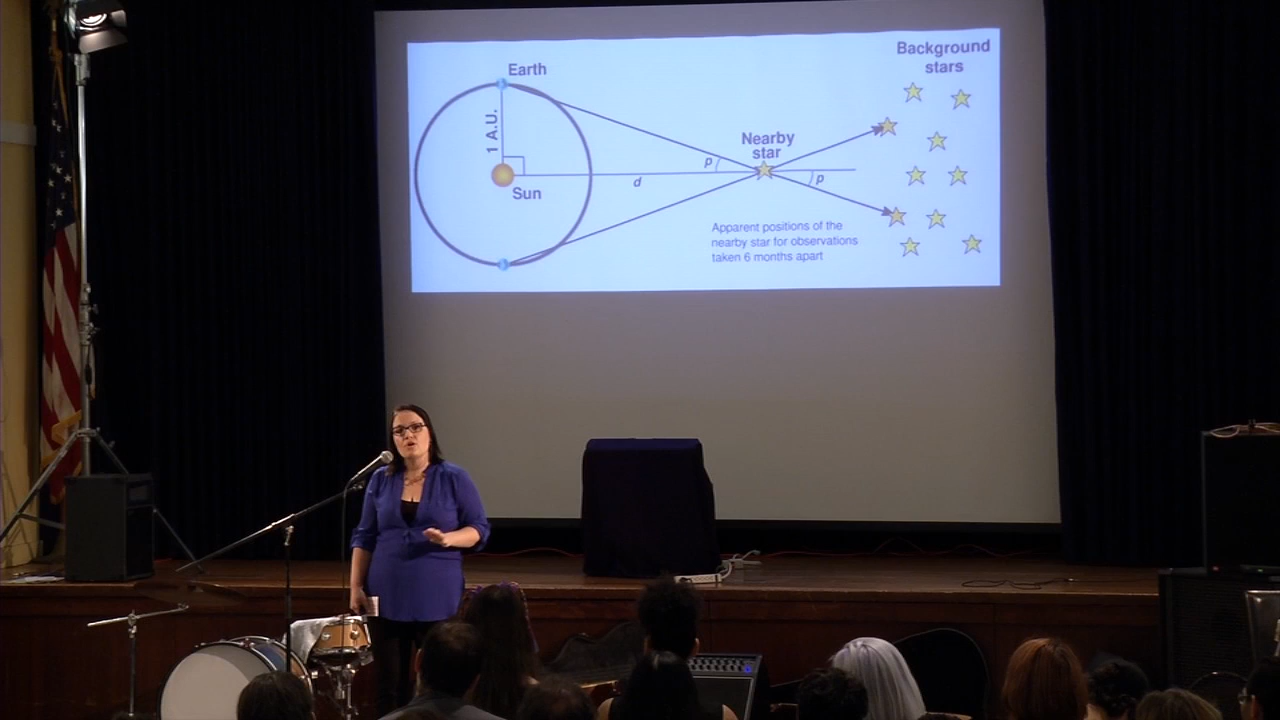 Background
stars
Earth
1 A.U.
Nearby
star
p
Sun
d
p
Apparent positions of the
nearby star for observations
taken 6 months apart